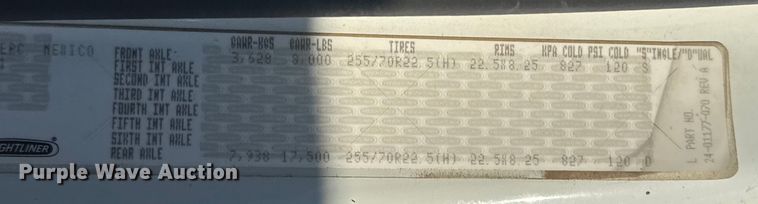 GAWR-KGS GAWR-LBS TIRES RIMS KPA COLD PSI COLD "S"INGLE/"D"UAL
MEXICO FRONT AXLE- 3,628 8,000 255/70R22.5(H) 22.5X8.25 827 120 S
FIRST INT AXLE
SECOND INT AXLE
THIRD INT AXLE
FOURTH INT AXLE
FIFTH INT AXLE
SIXTH INT AXLE
REAR AXLE 7,938 17,500 255/70R22.5(H) 22.5X8.25 827 120 D
L PART NO.
24-01177-070 REV A
GHTLINER
Purple Wave Auction